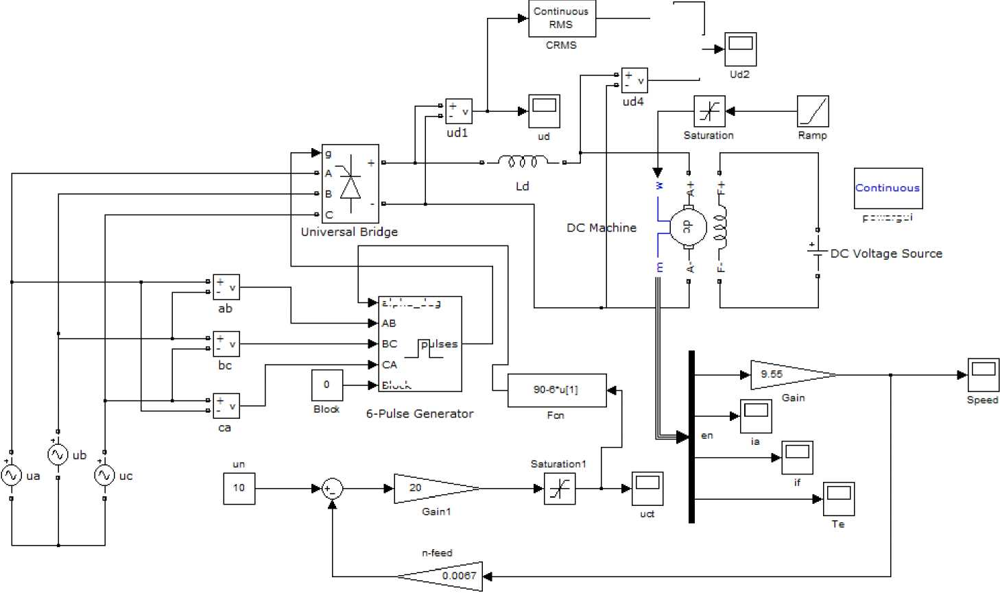 Continuous
RMS
CRMS
Ud2
+
-
v
ud4
+
-
v
ud1
ud
Saturation
Ramp
g
A
B
C
+
-
Universal Bridge
Ld
w
A+
F+
dc
DC Machine
m
A-
F-
+
DC Voltage Source
Continuous
+
-
v
ab
+
-
v
bc
+
-
v
ca
AB
BC
CA
pulses
6-Pulse Generator
0
Block
90-6*u[1]
Fcn
9.55
Gain
Speed
en
ia
if
Te
+
ua
+
ub
+
uc
un
10
+
-
20
Gain1
Saturation1
uct
n-feed
0.0067